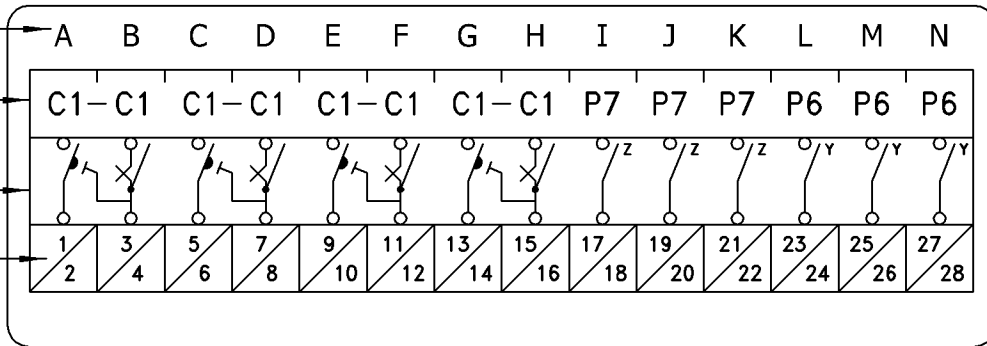 A B C D E F G H I J K L M N
C1-C1 C1-C1 C1-C1 C1-C1 P7 P7 P7 P6 P6 P6
Z Z Z Y Y Y
1 3 5 7 9 11 13 15 17 19 21 23 25 27
2 4 6 8 10 12 14 16 18 20 22 24 26 28